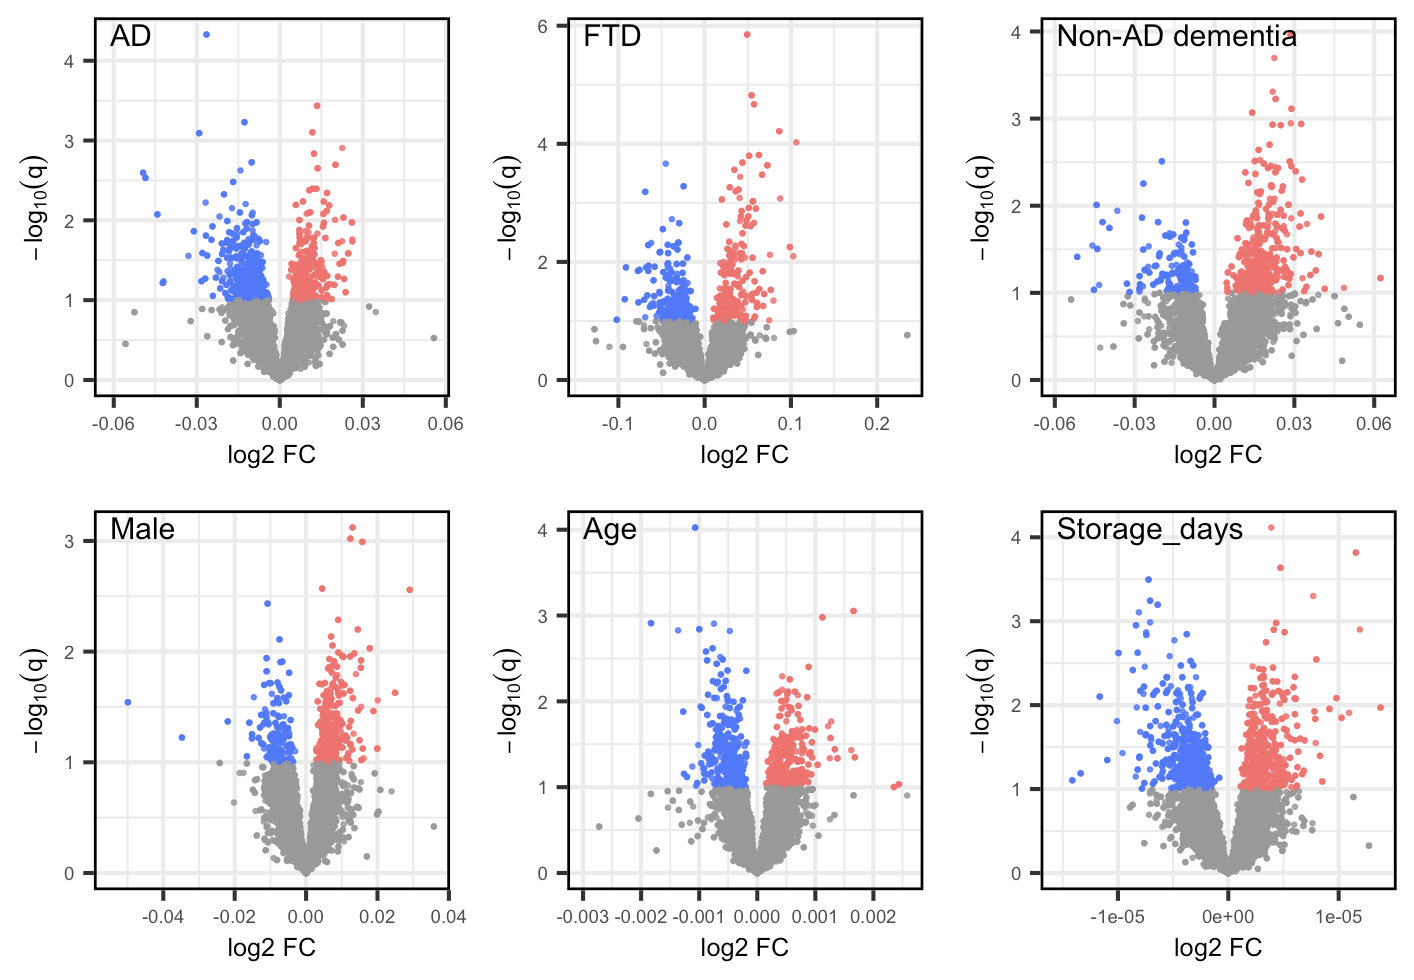 AD
4
3
2
1
0
−log10(q)
-0.06 -0.03 0.00 0.03 0.06
log2 FC
FTD
6
4
2
0
−log10(q)
-0.1 0.0 0.1 0.2
log2 FC
Non-AD dementia
4
3
2
1
0
−log10(q)
-0.06 -0.03 0.00 0.03 0.06
log2 FC
Male
3
2
1
0
−log10(q)
-0.04 -0.02 0.00 0.02 0.04
log2 FC
Age
4
3
2
1
0
−log10(q)
-0.003 -0.002 -0.001 0.000 0.001 0.002
log2 FC
Storage_days
4
3
2
1
0
−log10(q)
-1e-05 0e+00 1e-05
log2 FC